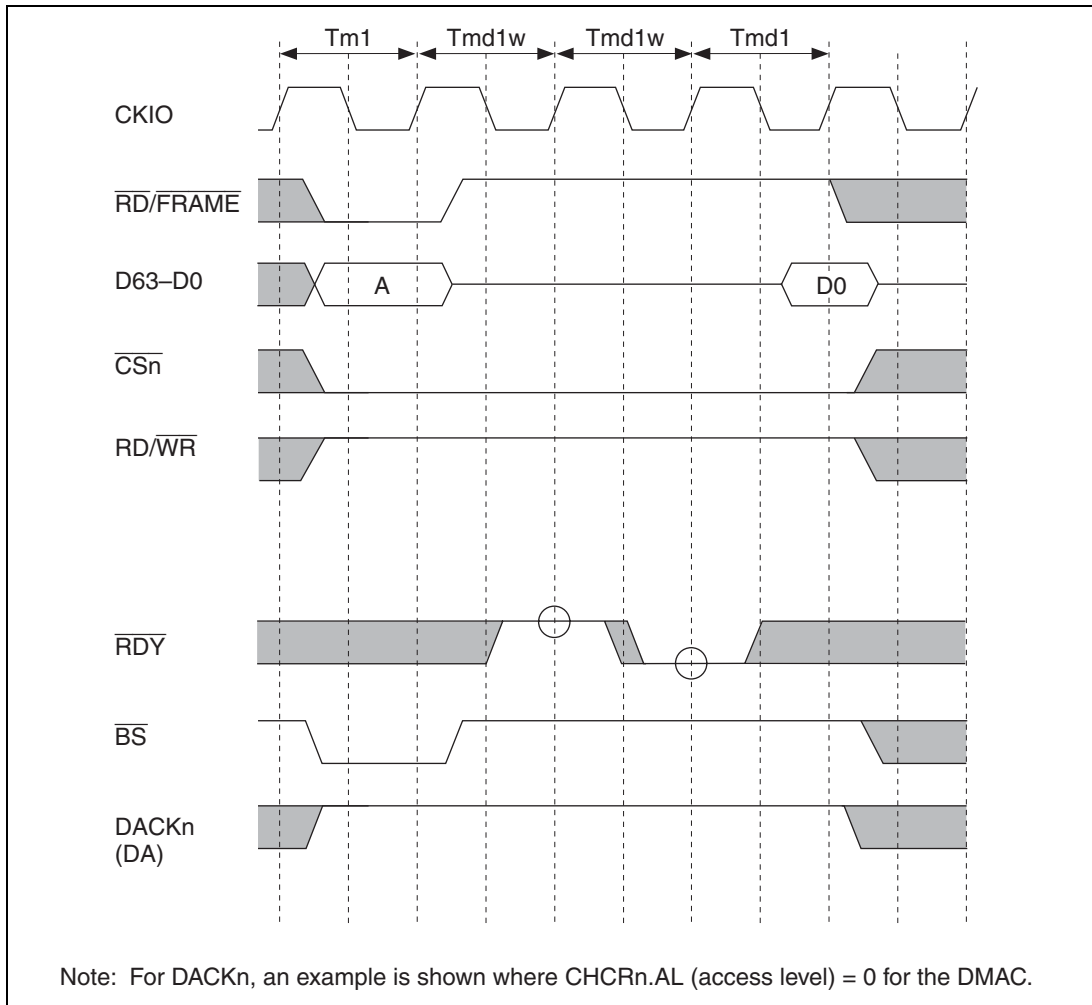 Tm1 Tmd1w Tmd1w Tmd1
CKIO
RD/FRAME
D63–D0
A
D0
CSn
RD/WR
RDY
BS
DACKn
(DA)
Note: For DACKn, an example is shown where CHCRn.AL (access level) = 0 for the DMAC.